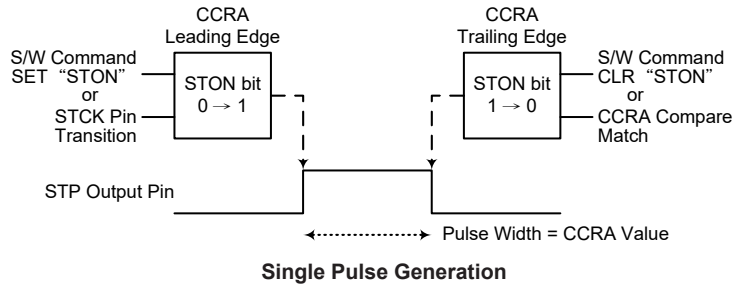 CCRA
Leading Edge
S/W Command
SET “STON”
or
STCK Pin
Transition
STON bit
0 → 1
CCRA
Trailing Edge
STON bit
1 → 0
S/W Command
CLR “STON”
or
CCRA Compare
Match
STP Output Pin
Pulse Width = CCRA Value
Single Pulse Generation